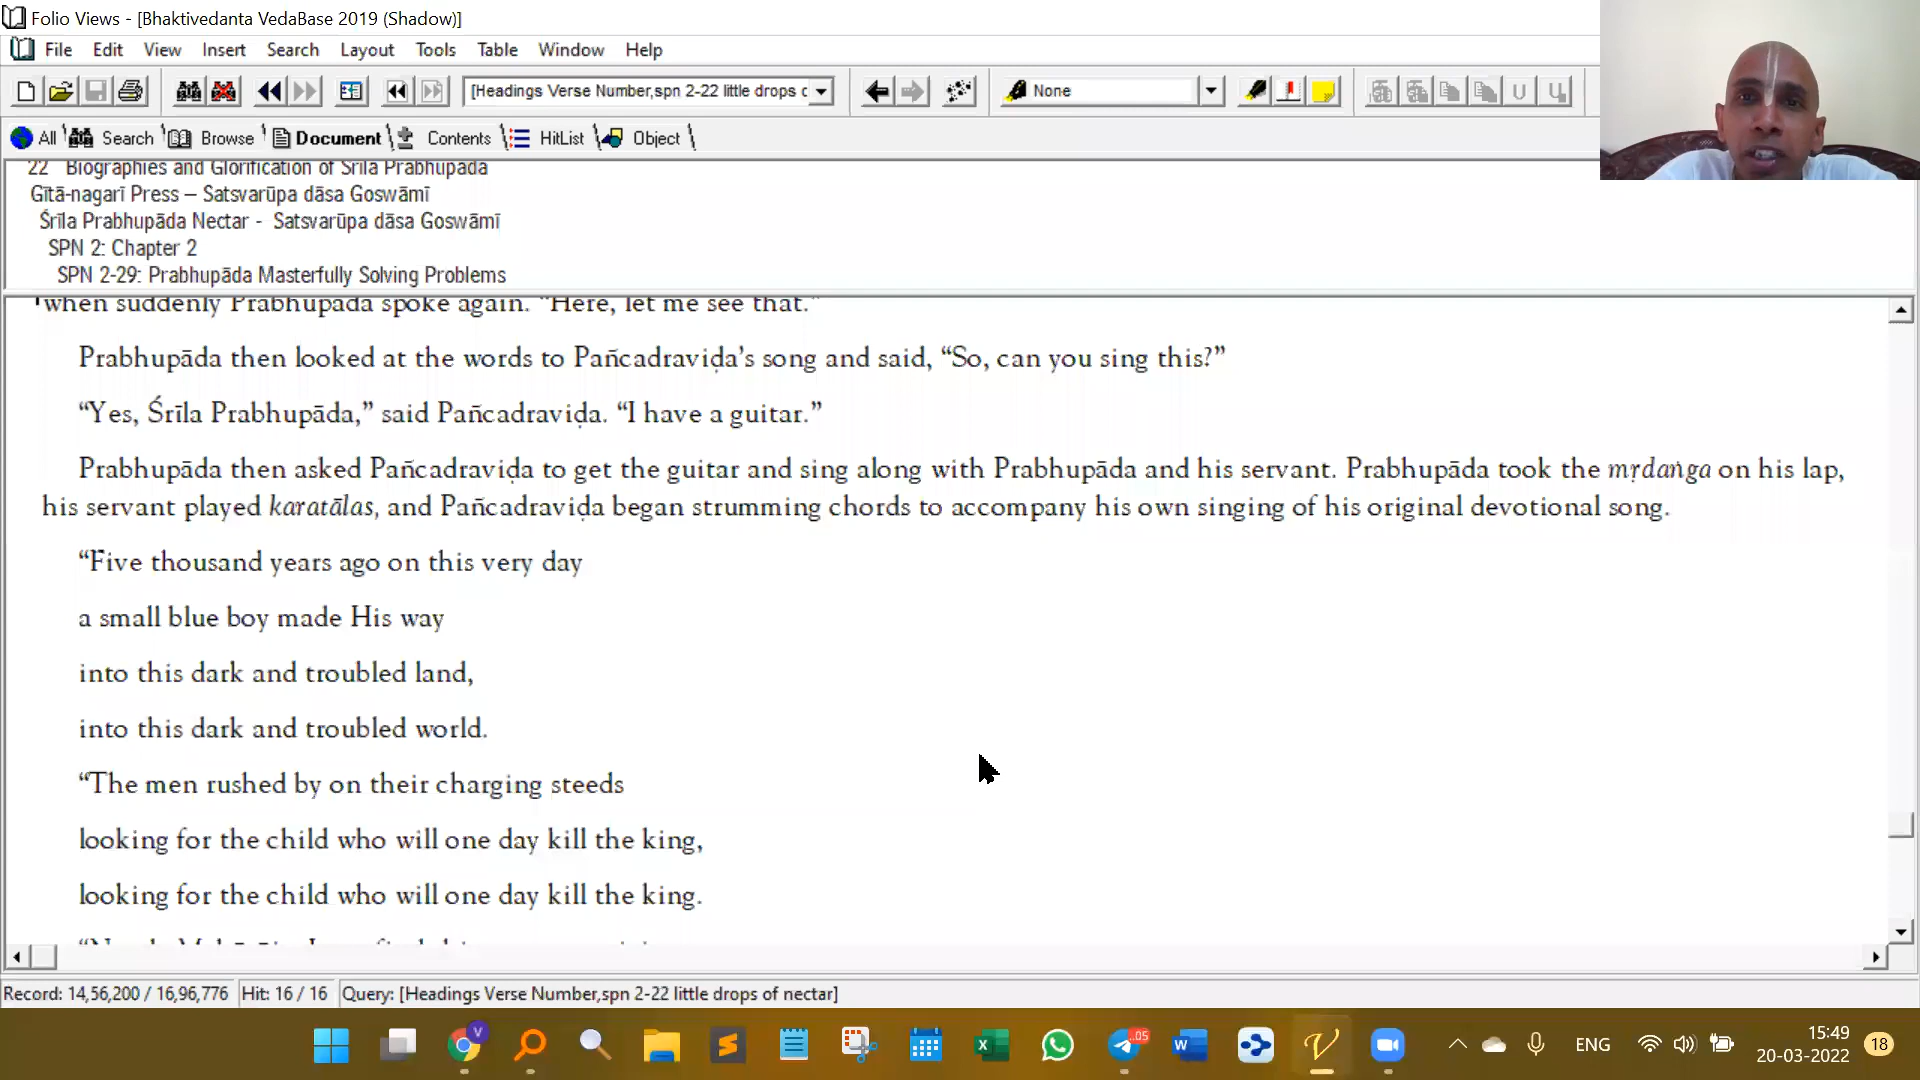 Folio Views - [Bhaktivedanta VedaBase 2019 (Shadow)]
File Edit View Insert Search Layout Tools Table Window Help
[Headings Verse Number,spn 2-22 little drops c None
All Search Browse Document Contents HitList Object
22 Biographies and Glorification of Śrīla Prabhupāda
Gītā-nagarī Press – Satsvarūpa dāsa Goswāmī
Śrīla Prabhupāda Nectar - Satsvarūpa dāsa Goswāmī
SPN 2: Chapter 2
SPN 2-29: Prabhupāda Masterfully Solving Problems
when suddenly Prabhupāda spoke again. “Here, let me see that.”
Prabhupāda then looked at the words to Pañcadraviḍa’s song and said, “So, can you sing this?”
“Yes, Śrīla Prabhupāda,” said Pañcadraviḍa. “I have a guitar.”
Prabhupāda then asked Pañcadraviḍa to get the guitar and sing along with Prabhupāda and his servant. Prabhupāda took the mṛdaṅga on his lap,
his servant played karatālas, and Pañcadraviḍa began strumming chords to accompany his own singing of his original devotional song.
“Five thousand years ago on this very day
a small blue boy made His way
into this dark and troubled land,
into this dark and troubled world.
“The men rushed by on their charging steeds
looking for the child who will one day kill the king,
looking for the child who will one day kill the king.
Record: 14,56,200 / 16,96,776 Hit: 16 / 16 Query: [Headings Verse Number,spn 2-22 little drops of nectar]
V .05 ENG 15:49 18
20-03-2022